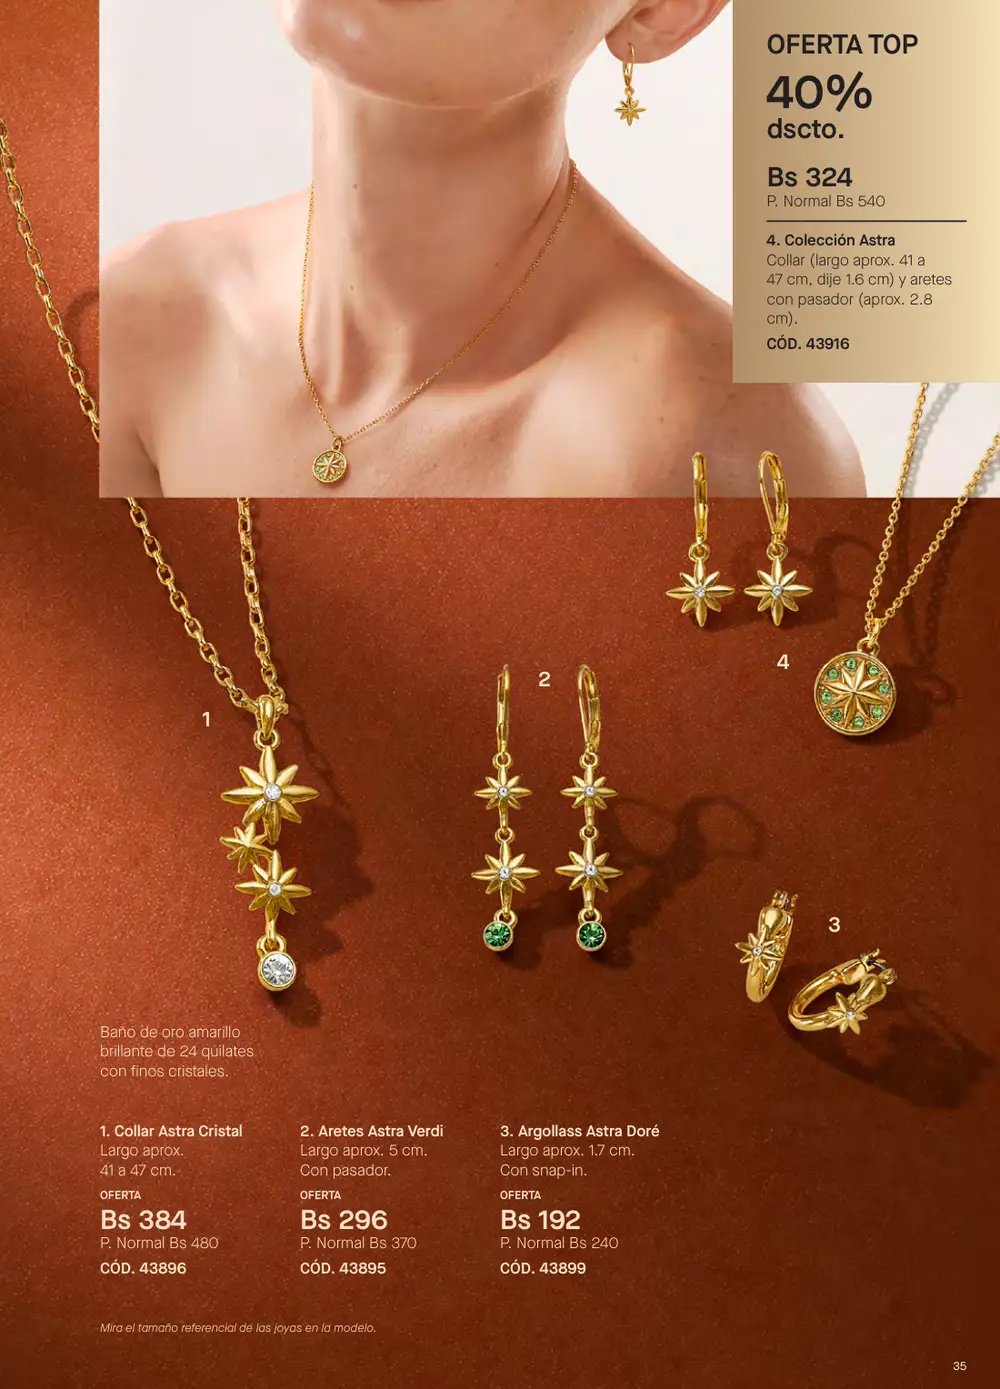 OFERTA TOP
40%
dscto.
Bs 324
P. Normal Bs 540
4. Colección Astra
Collar (largo aprox. 41 a
47 cm, dije 1.6 cm) y aretes
con pasador (aprox. 2.8
cm).
CÓD. 43916
4
2
1
3
Baño de oro amarillo
brillante de 24 quilates
con finos cristales.
1. Collar Astra Cristal
Largo aprox.
41 a 47 cm.
OFERTA
Bs 384
P. Normal Bs 480
CÓD. 43896
2. Aretes Astra Verdi
Largo aprox. 5 cm.
Con pasador.
OFERTA
Bs 296
P. Normal Bs 370
CÓD. 43895
3. Argollass Astra Doré
Largo aprox. 1.7 cm.
Con snap-in.
OFERTA
Bs 192
P. Normal Bs 240
CÓD. 43899
Mira el tamaño referencial de las joyas en la modelo.
35